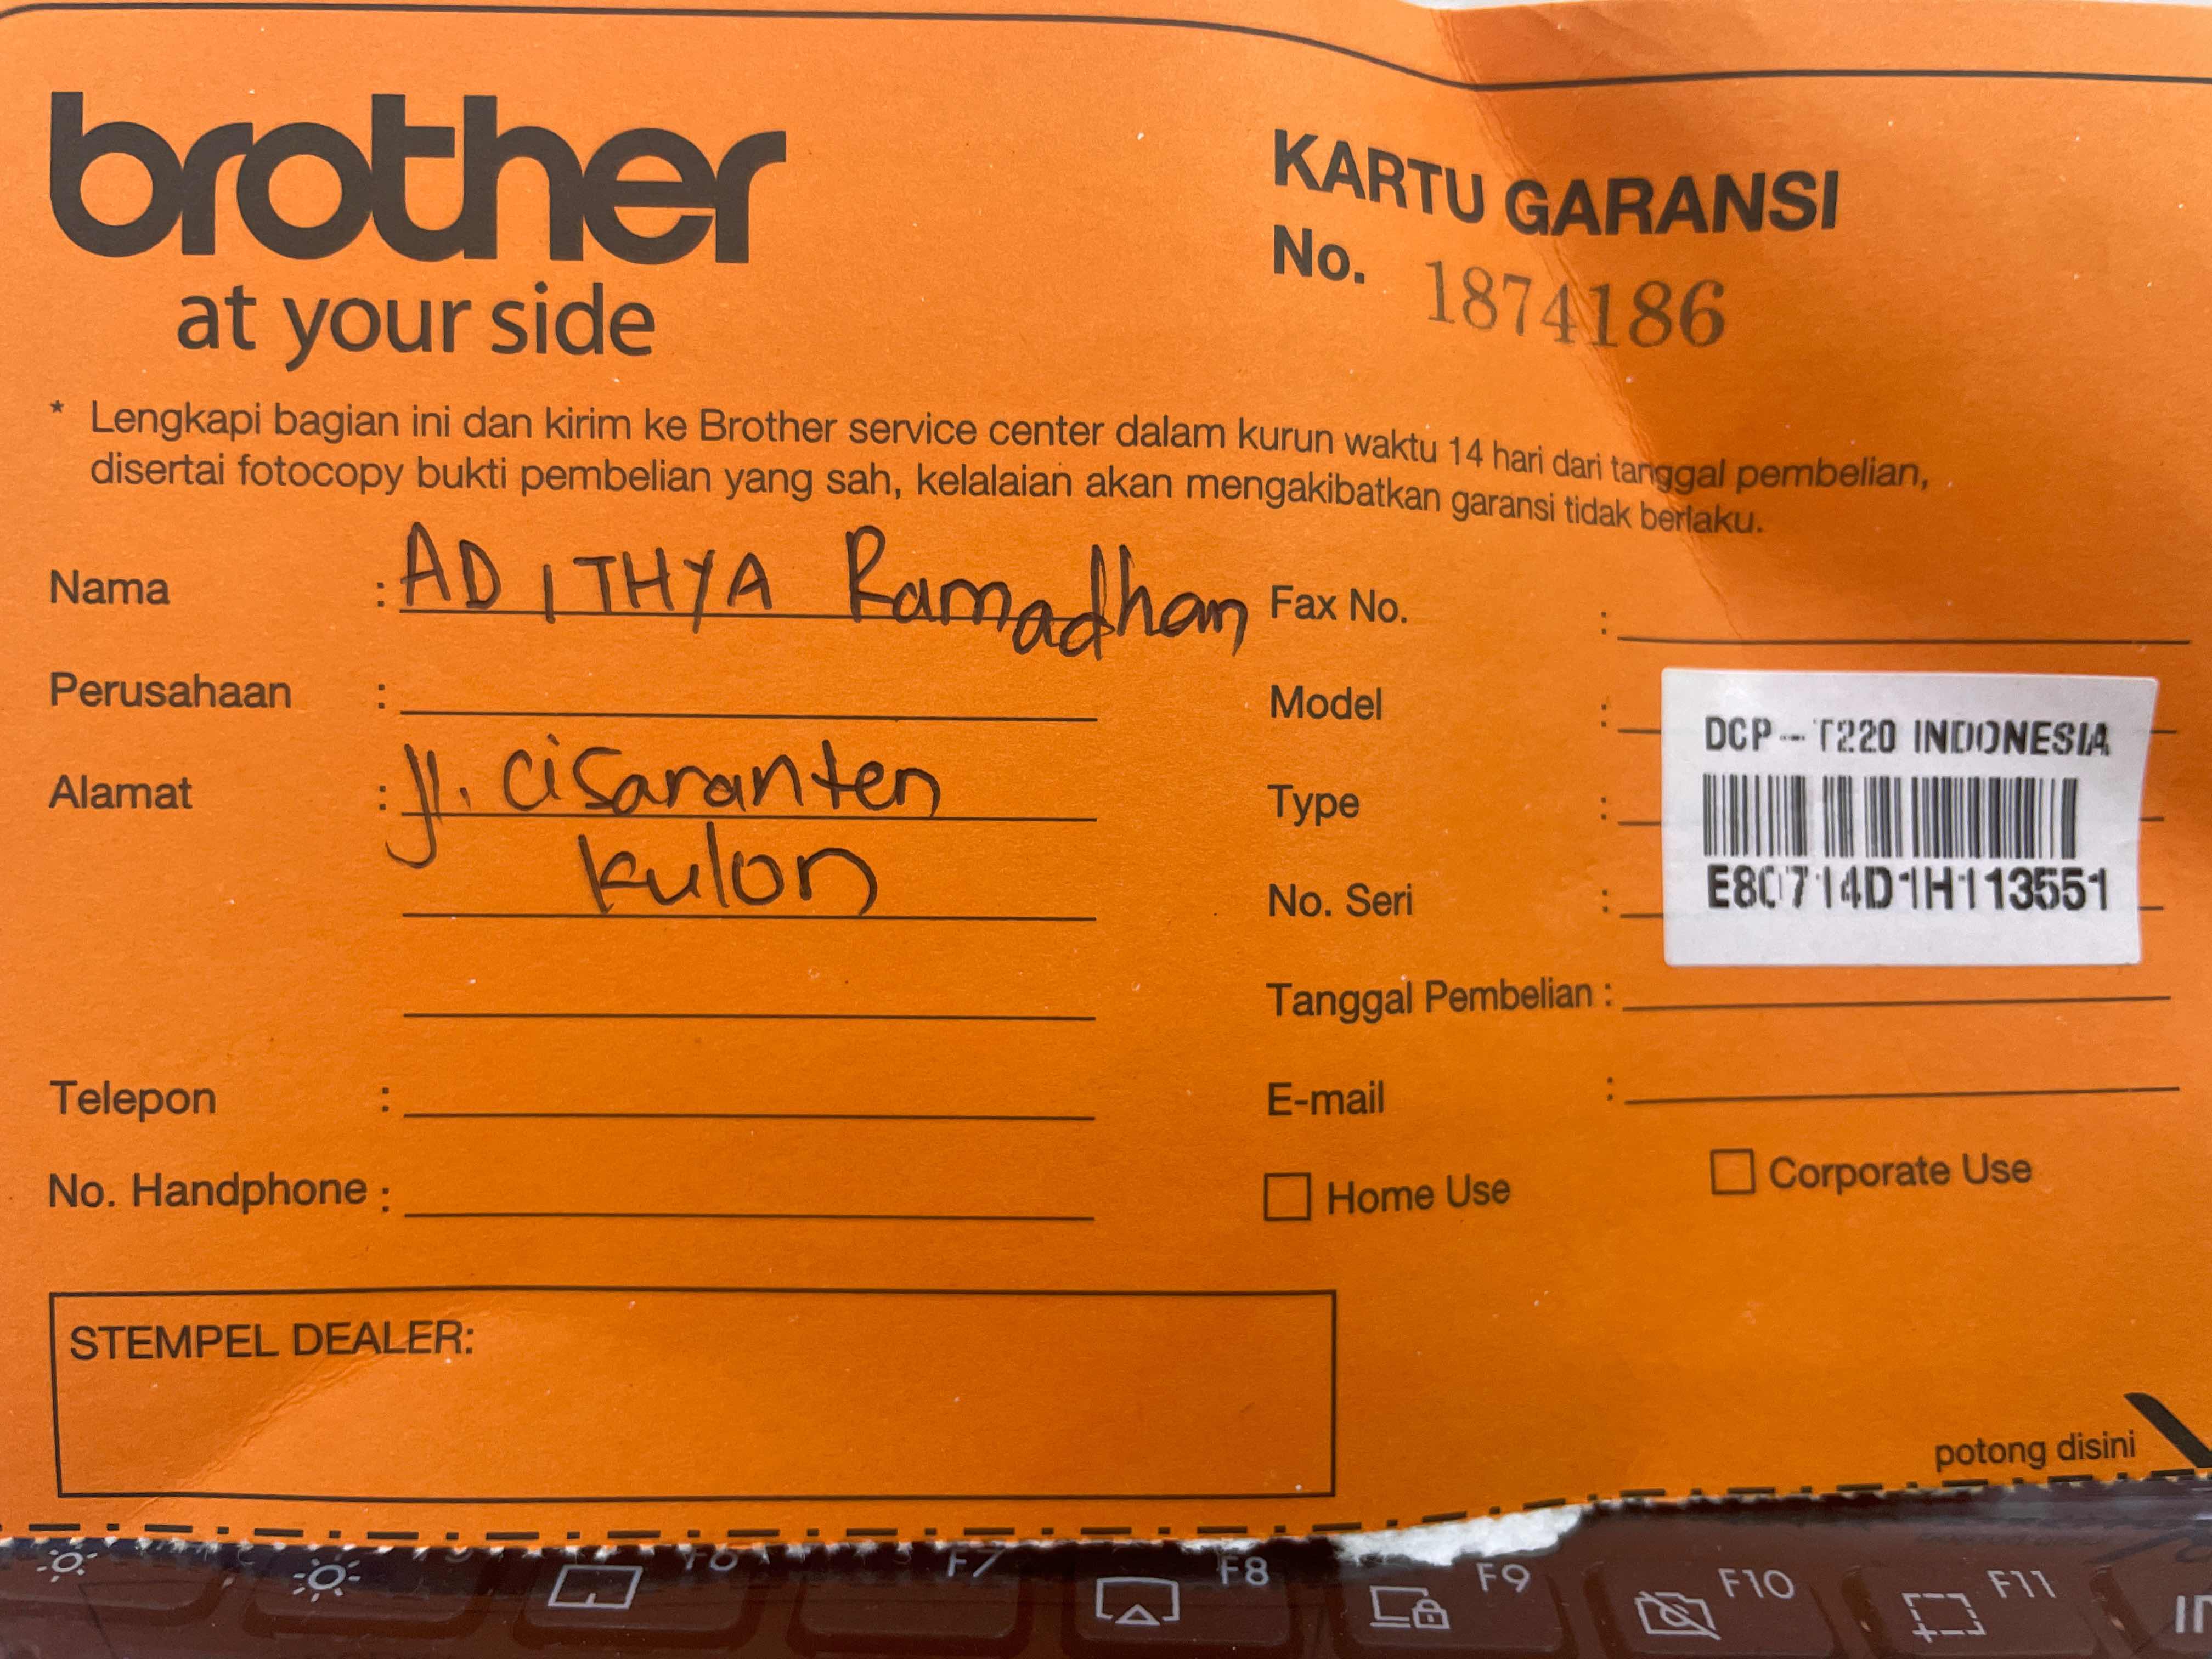 brother
at your side
KARTU GARANSI
No. 1874186
* Lengkapi bagian ini dan kirim ke Brother service center dalam kurun waktu 14 hari dari tanggal pembelian,
disertai fotocopy bukti pembelian yang sah, kelalaian akan mengakibatkan garansi tidak berlaku.
Nama : ADITHYA Ramadhan
Perusahaan :
Alamat : Jl. Cisaranten
kulon
Telepon :
No. Handphone :
Fax No. :
Model :
Type :
No. Seri :
DCP-T220 INDONESIA
E80714D1H113551
Tanggal Pembelian :
E-mail :
Home Use
Corporate Use
STEMPEL DEALER:
potong disini
F6
F7
F8
F9
F10
F11